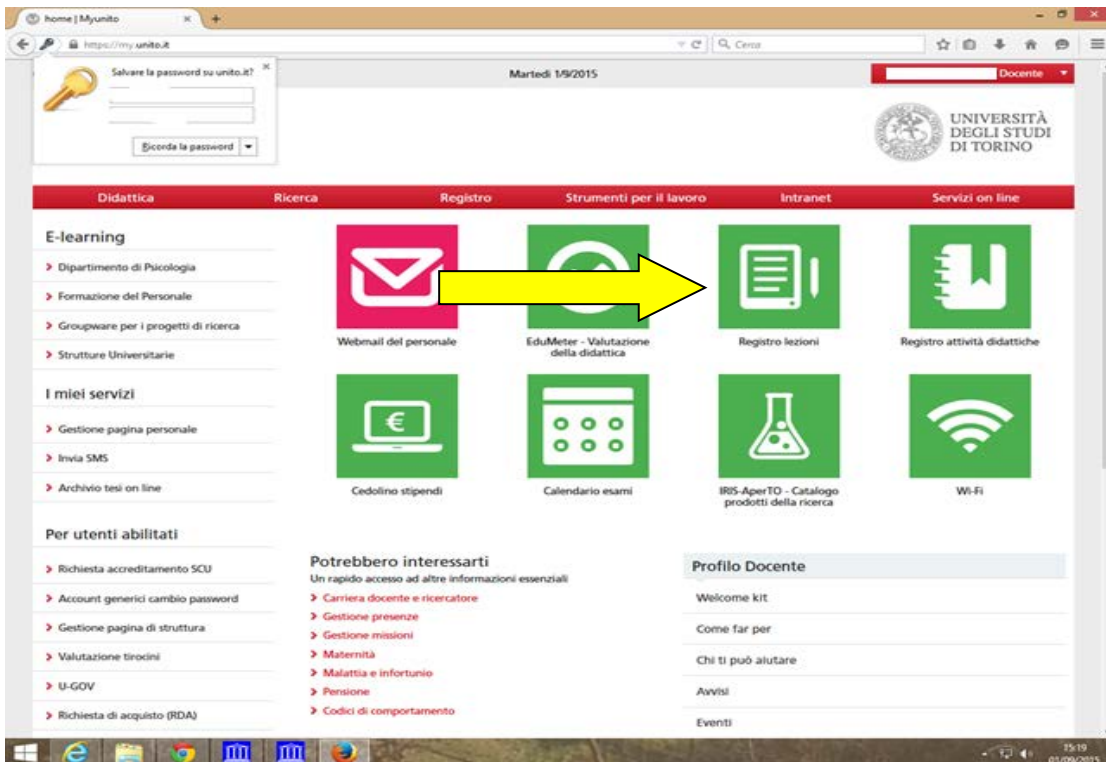 home | Myunito
https://my.unito.it
Cerca
Salvare la password su unito.it?
Ricorda la password
Martedì 1/9/2015
Docente
UNIVERSITÀ
DEGLI STUDI
DI TORINO
Didattica
Ricerca
Registro
Strumenti per il lavoro
Intranet
Servizi on line
E-learning
Dipartimento di Psicologia
Formazione del Personale
Groupware per i progetti di ricerca
Strutture Universitarie
I miei servizi
Gestione pagina personale
Invia SMS
Archivio tesi on line
Per utenti abilitati
Richiesta accreditamento SCU
Account generici cambio password
Gestione pagina di struttura
Valutazione tirocini
U-GOV
Richiesta di acquisto (RDA)
Webmail del personale
EduMeter - Valutazione
della didattica
Registro lezioni
Registro attività didattiche
€
Cedolino stipendi
Calendario esami
IRIS-AperTO - Catalogo
prodotti della ricerca
Wi-Fi
Potrebbero interessarti
Un rapido accesso ad altre informazioni essenziali
Carriera docente e ricercatore
Gestione presenze
Gestione missioni
Maternità
Malattia e infortunio
Pensione
Codici di comportamento
Profilo Docente
Welcome kit
Come far per
Chi ti può aiutare
Avvisi
Eventi
15:19
01/09/2015